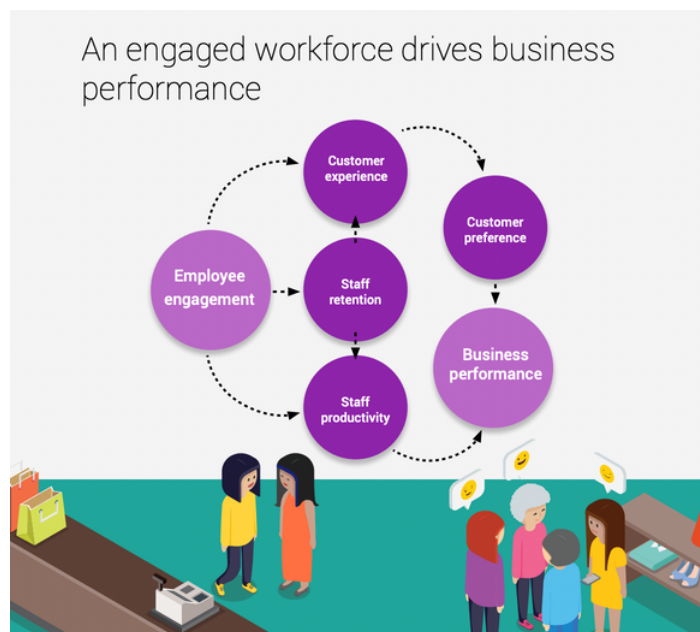 An engaged workforce drives business
performance
Customer
experience
Customer
preference
Employee
engagement
Staff
retention
Business
performance
Staff
productivity